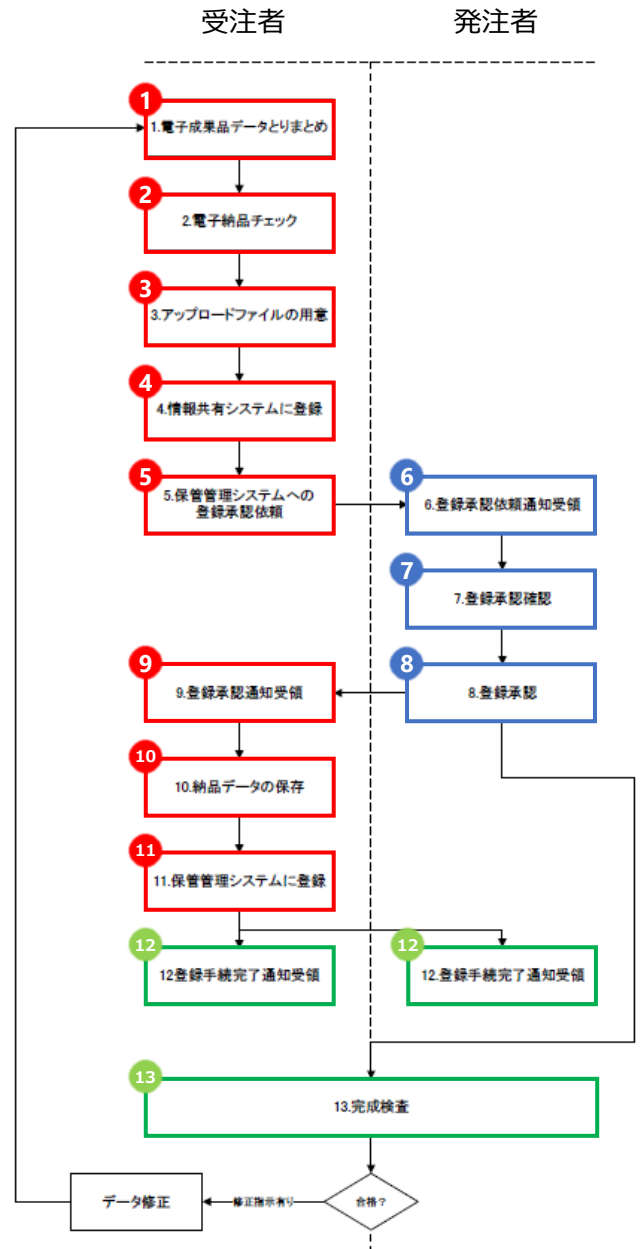 受注者
発注者
1
1.電子成果品データとりまとめ
2
2.電子納品チェック
3
3.アップロードファイルの用意
4
4.情報共有システムに登録
5
5.保管管理システムへの
登録承認依頼
6
6.登録承認依頼通知受領
7
7.登録承認確認
8
8.登録承認
9
9.登録承認通知受領
10
10.納品データの保存
11
11.保管管理システムに登録
12
12登録手続完了通知受領
12
12.登録手続完了通知受領
13
13.完成検査
データ修正
修正指示有り
合格？